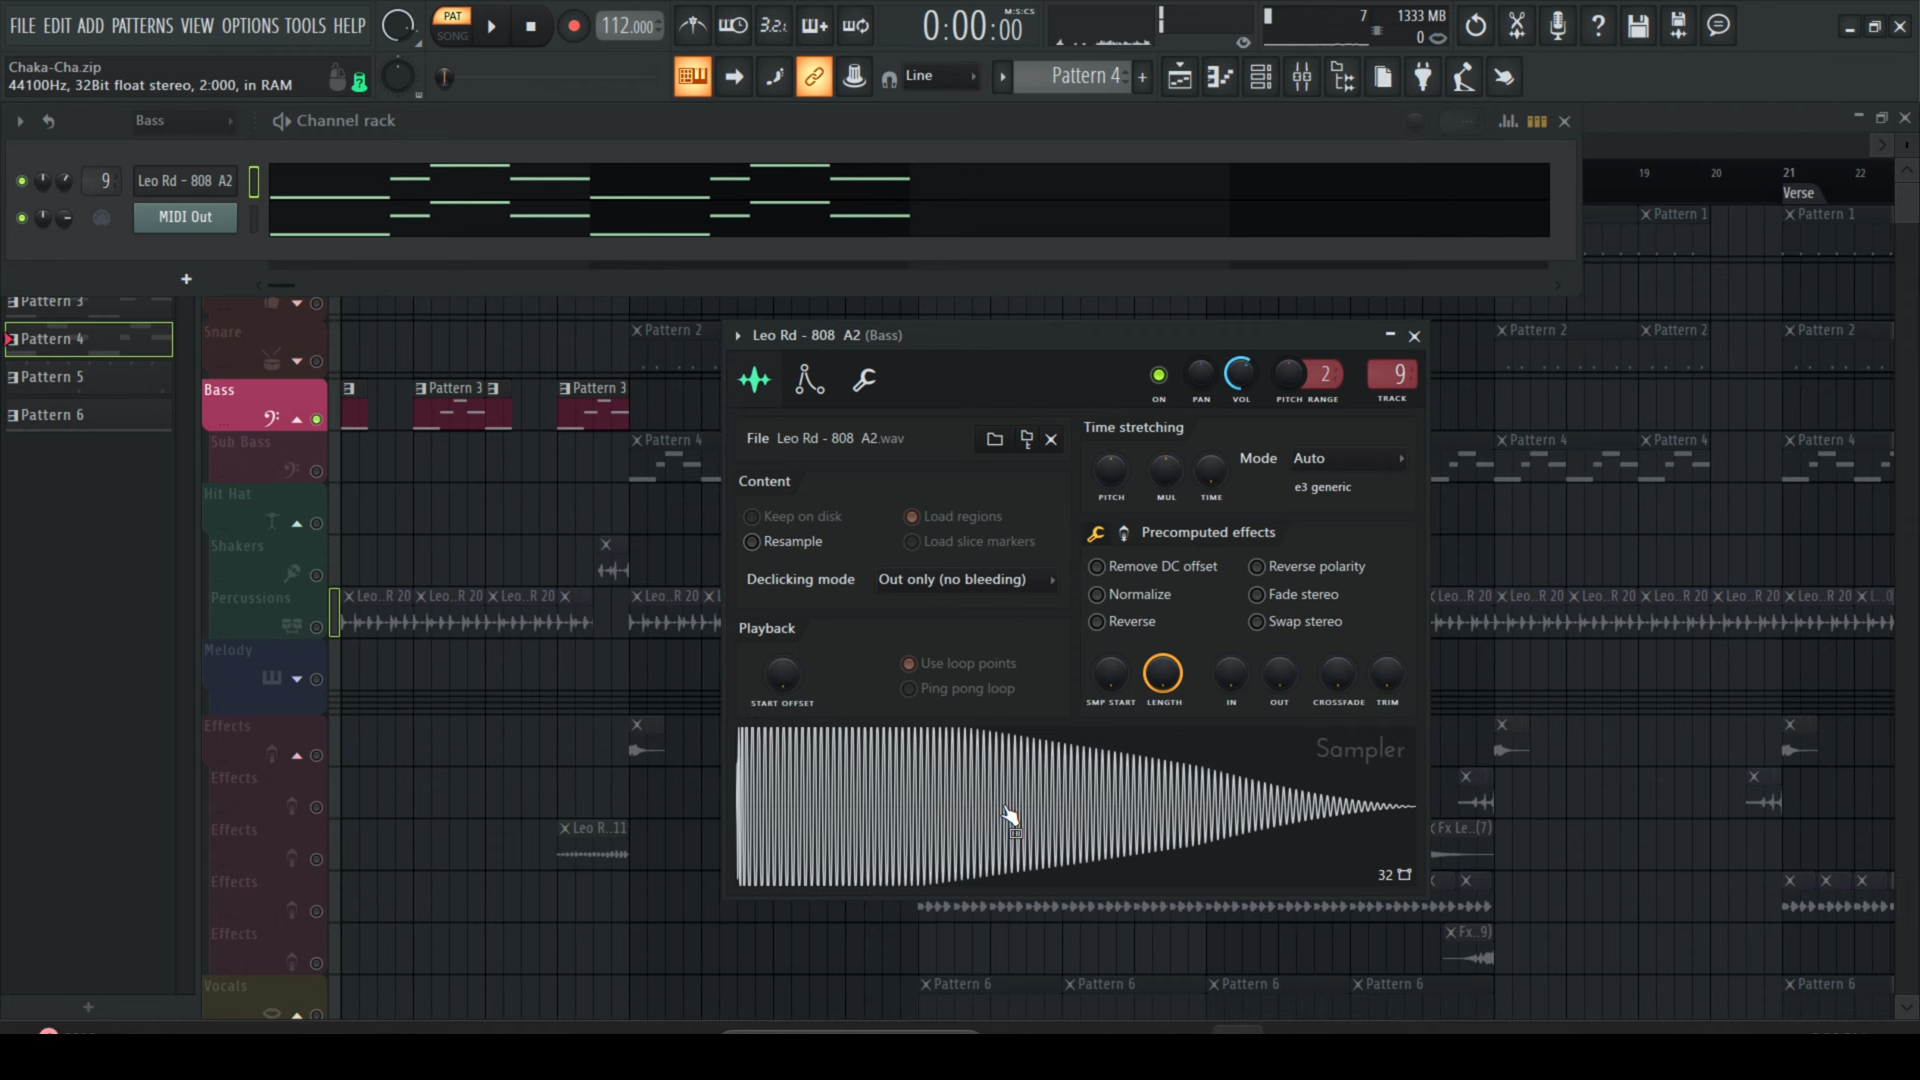 FILE EDIT ADD PATTERNS VIEW OPTIONS TOOLS HELP
PAT
SONG
112.000
3.2.
0:00:00
M:S:CS
7
1333 MB
0
Chaka-Cha.zip
44100Hz, 32Bit float stereo, 2:000, in RAM
Line
Pattern 4
Bass
Channel rack
9
Leo Rd - 808 A2
MIDI Out
19
20
21
22
Verse
Pattern 1
Pattern 1
Pattern 3
Pattern 4
Pattern 5
Pattern 6
Snare
Pattern 2
Pattern 2
Pattern 2
Pattern 2
Bass
Pattern 3
Pattern 3
Sub Bass
Pattern 4
Pattern 4
Pattern 4
Pattern 4
Hit Hat
Shakers
Percussions
Leo..R 20
Leo..R 20
Leo..R 20
Leo..R 20
L
Leo..R 20
Leo..R 20
Leo..R 20
Leo..R 20
Leo..R 20
Leo..R 20
Melody
Effects
Effects
Effects
Leo R..11
Fx Le..(7)
Effects
Effects
Fx..9)
Vocals
Pattern 6
Pattern 6
Pattern 6
Pattern 6
Pattern 6
Leo Rd - 808 A2 (Bass)
ON
PAN
VOL
2
PITCH RANGE
9
TRACK
File Leo Rd - 808 A2.wav
Content
Keep on disk
Load regions
Resample
Load slice markers
Declicking mode
Out only (no bleeding)
Playback
START OFFSET
Use loop points
Ping pong loop
Time stretching
PITCH
MUL
TIME
Mode
Auto
e3 generic
Precomputed effects
Remove DC offset
Reverse polarity
Normalize
Fade stereo
Reverse
Swap stereo
SMP START
LENGTH
IN
OUT
CROSSFADE
TRIM
Sampler
32